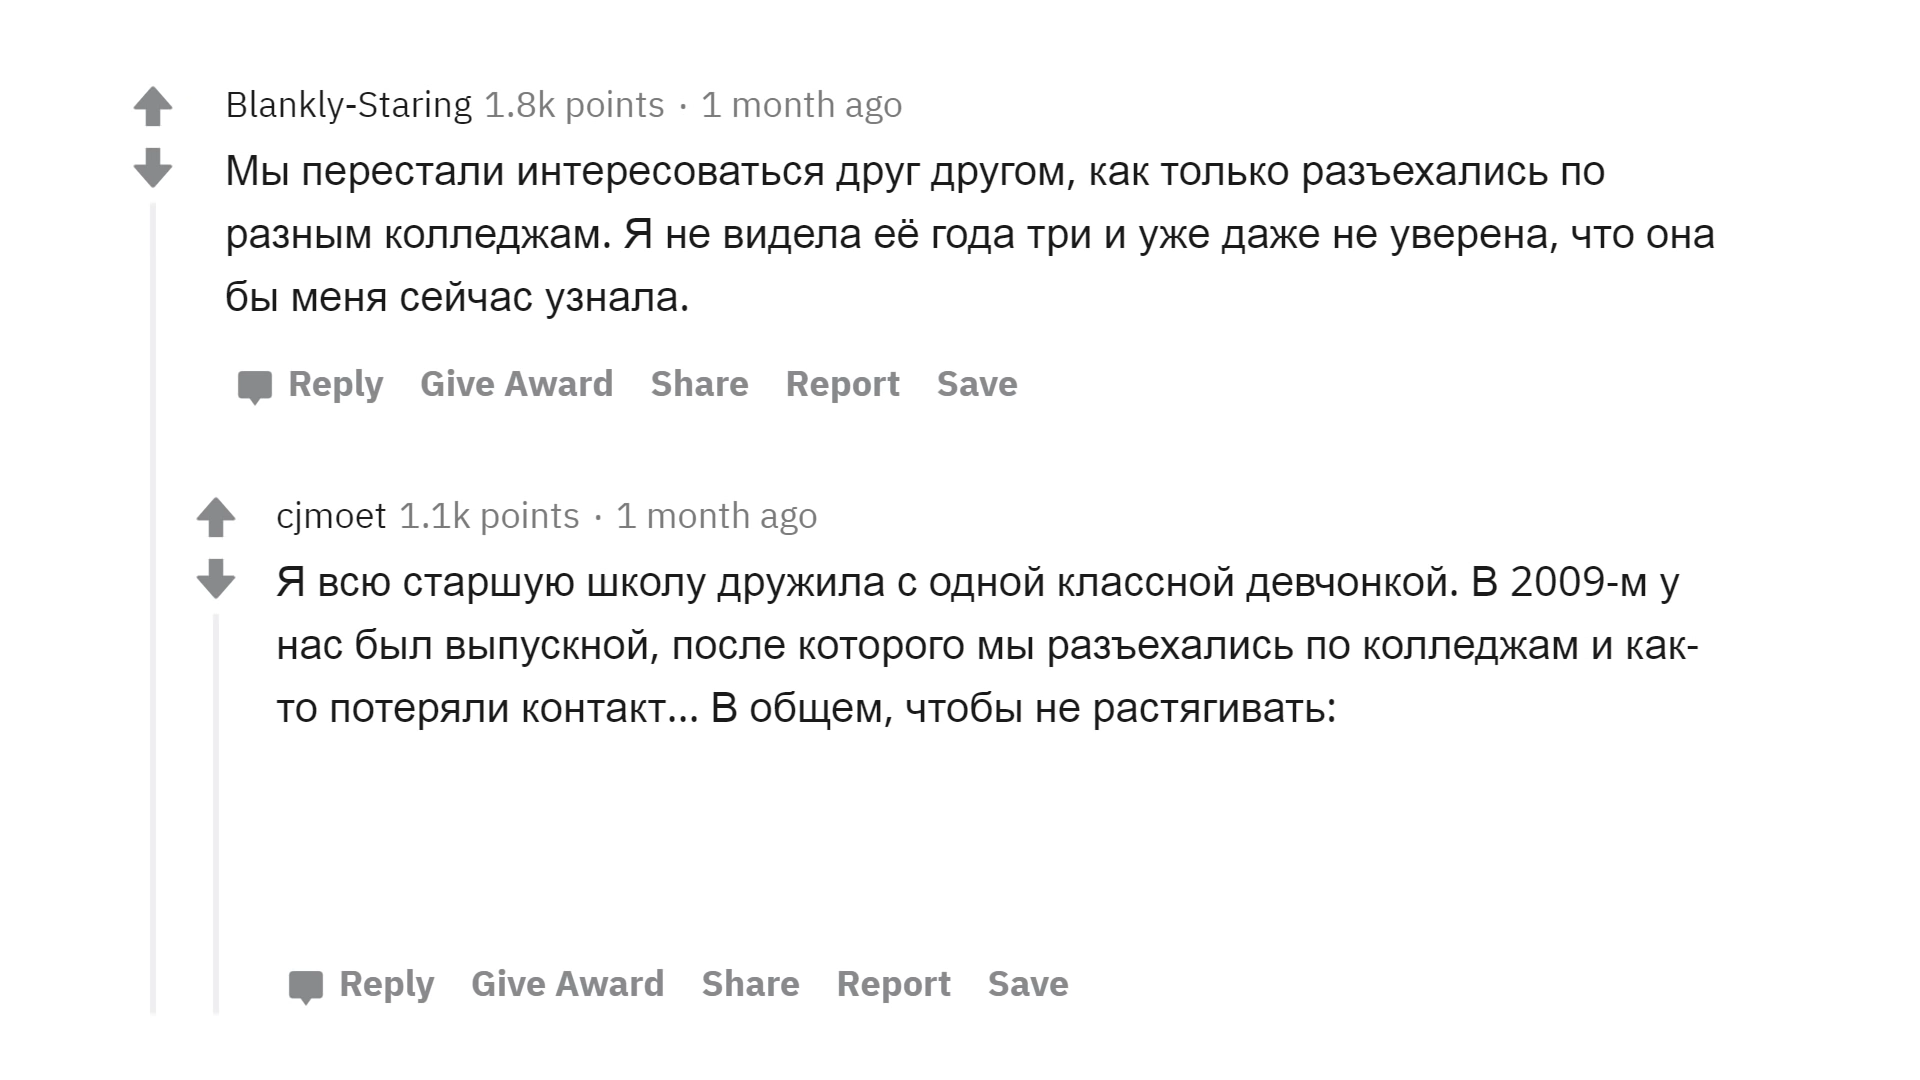 Blankly-Staring 1.8k points · 1 month ago
Мы перестали интересоваться друг другом, как только разъехались по
разным колледжам. Я не видела её года три и уже даже не уверена, что она
бы меня сейчас узнала.
Reply Give Award Share Report Save
cjmoet 1.1k points · 1 month ago
Я всю старшую школу дружила с одной классной девчонкой. В 2009-м у
нас был выпускной, после которого мы разъехались по колледжам и как-
то потеряли контакт... В общем, чтобы не растягивать:
Reply Give Award Share Report Save